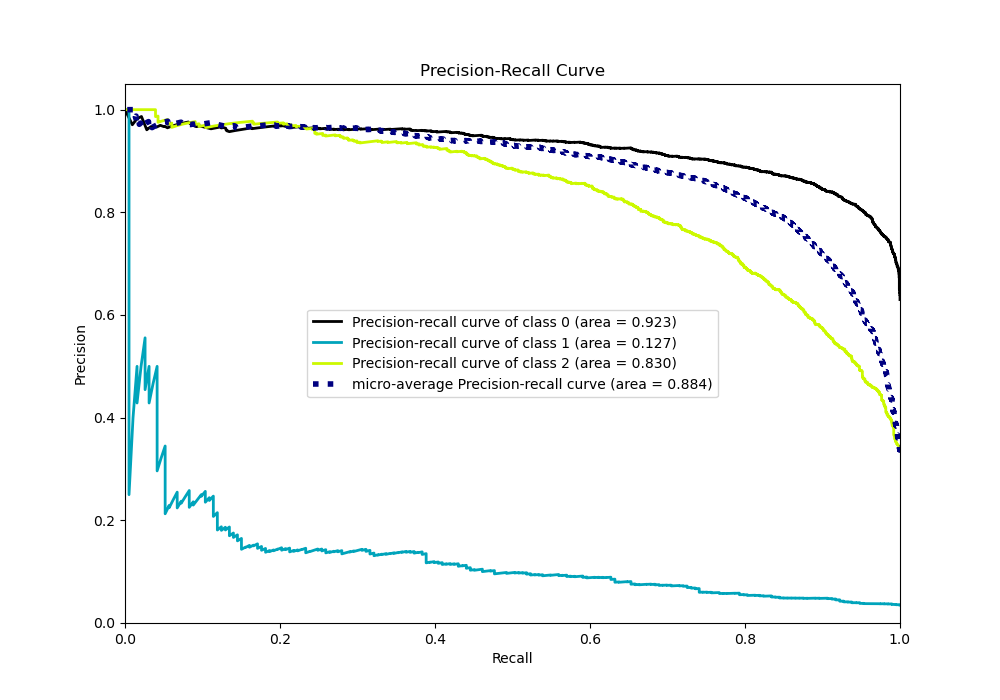 Precision-Recall Curve
1.0
0.8
0.6
0.4
0.2
0.0
Precision
Precision-recall curve of class 0 (area = 0.923)
Precision-recall curve of class 1 (area = 0.127)
Precision-recall curve of class 2 (area = 0.830)
micro-average Precision-recall curve (area = 0.884)
0.0 0.2 0.4 0.6 0.8 1.0
Recall